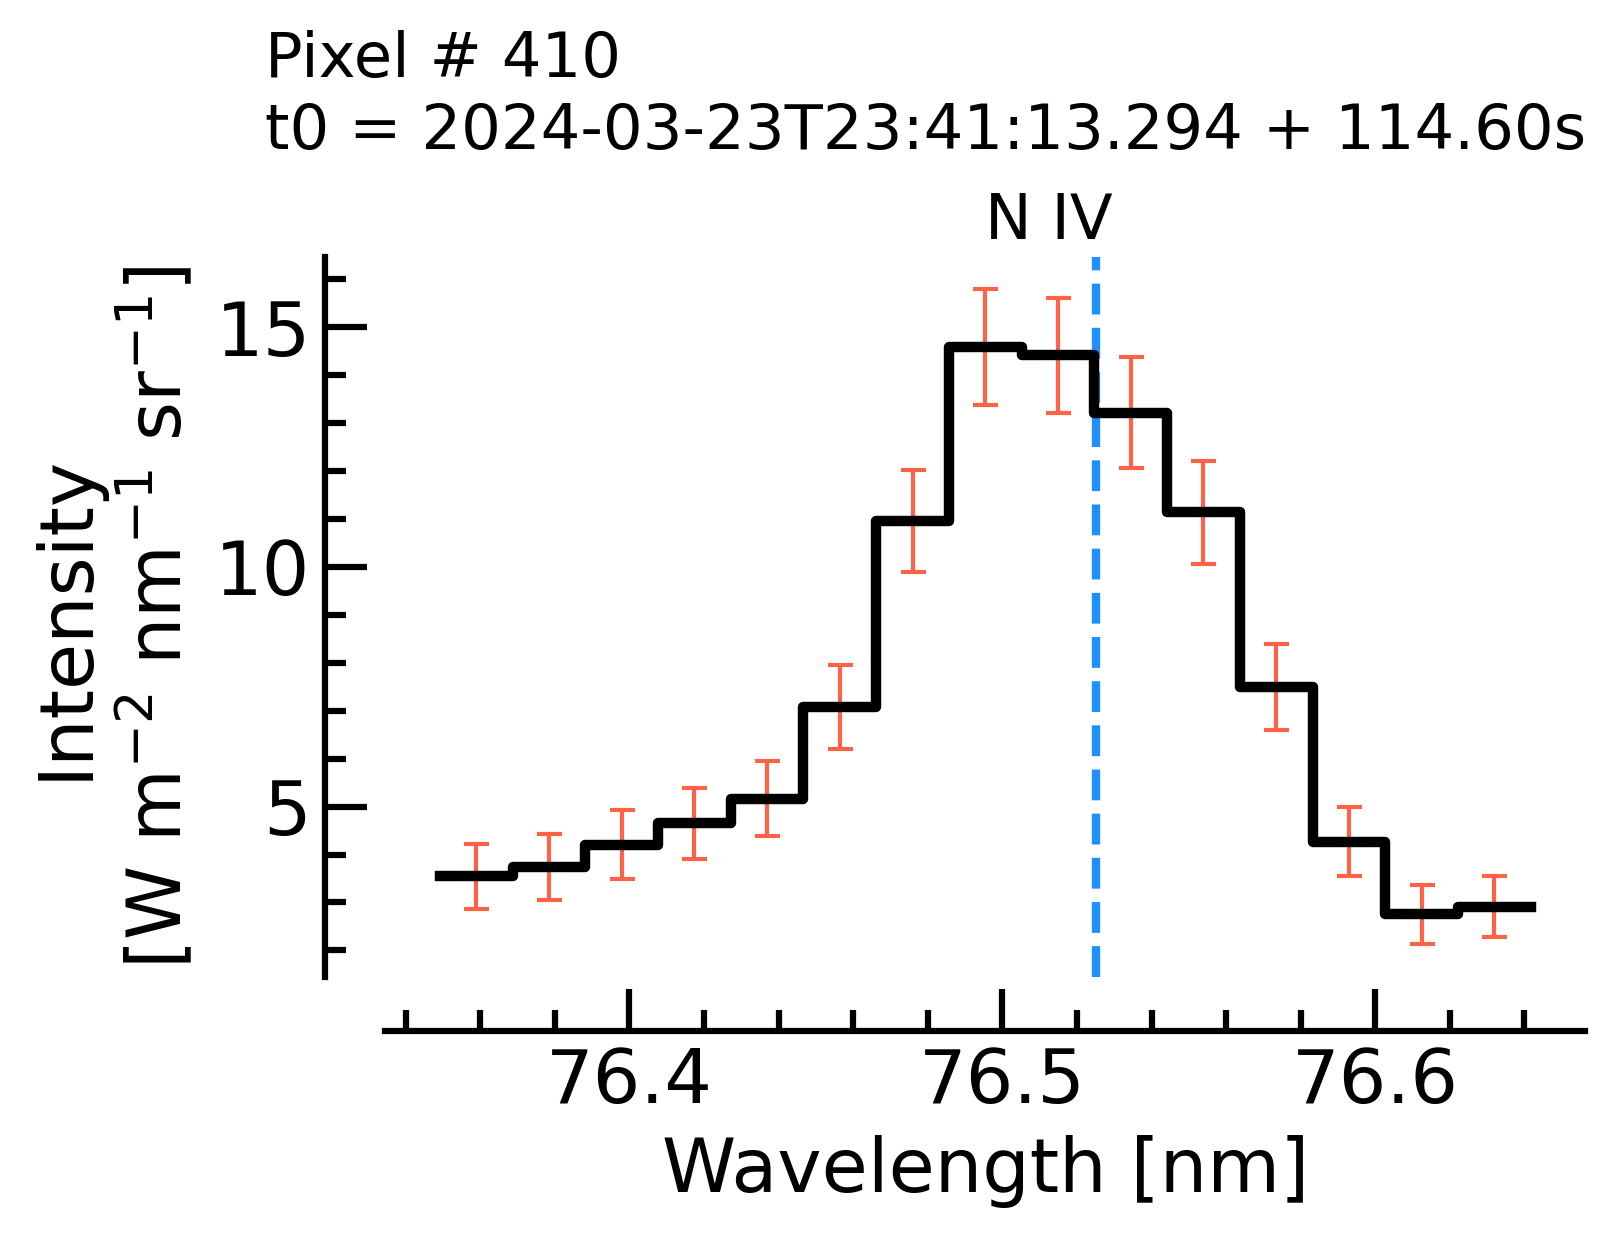 Pixel # 410
t0 = 2024-03-23T23:41:13.294 + 114.60s
N IV
Intensity
[W m⁻² nm⁻¹ sr⁻¹]
15
10
5
76.4 76.5 76.6
Wavelength [nm]